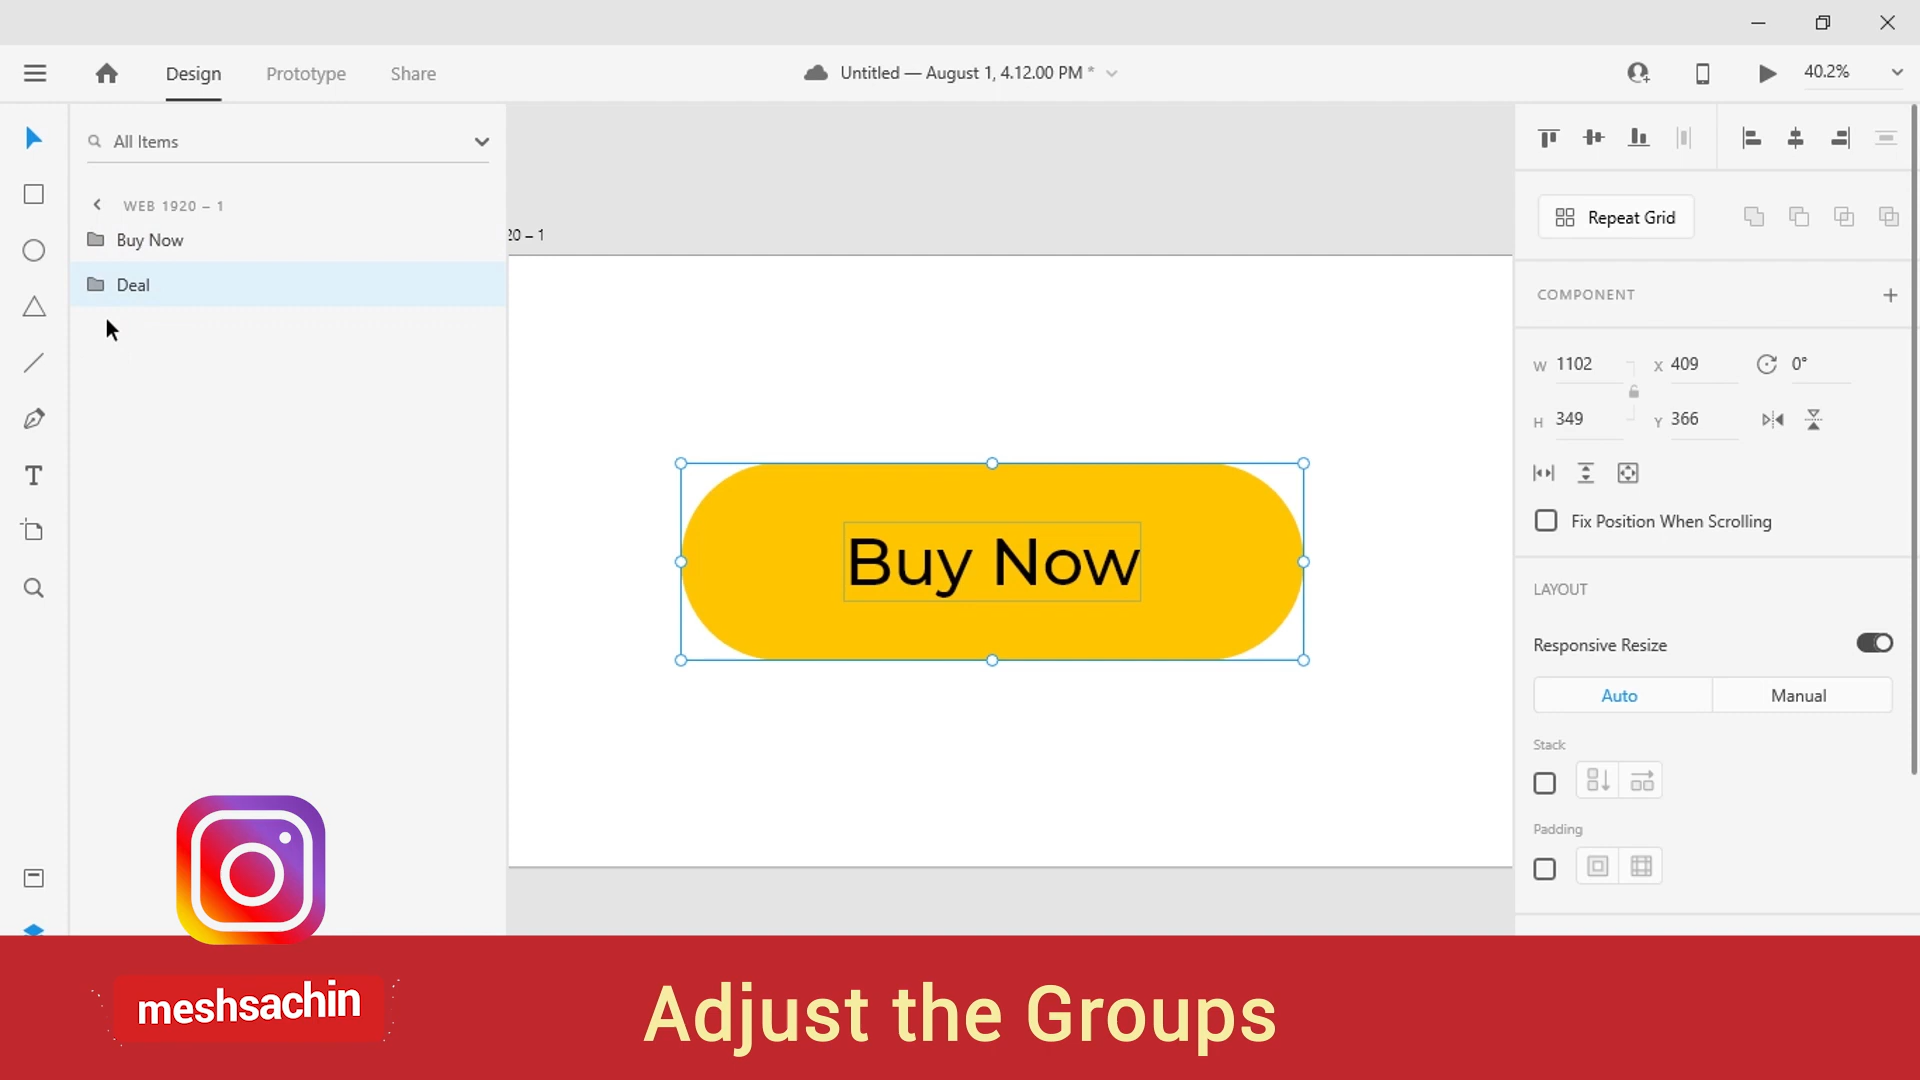 Design
Prototype
Share
Untitled — August 1, 4.12.00 PM *
40.2%
All Items
WEB 1920 – 1
Buy Now
Deal
20 – 1
Buy Now
Repeat Grid
COMPONENT
W 1102
X 409
0°
H 349
Y 366
Fix Position When Scrolling
LAYOUT
Responsive Resize
Auto
Manual
Stack
Padding
meshsachin
Adjust the Groups